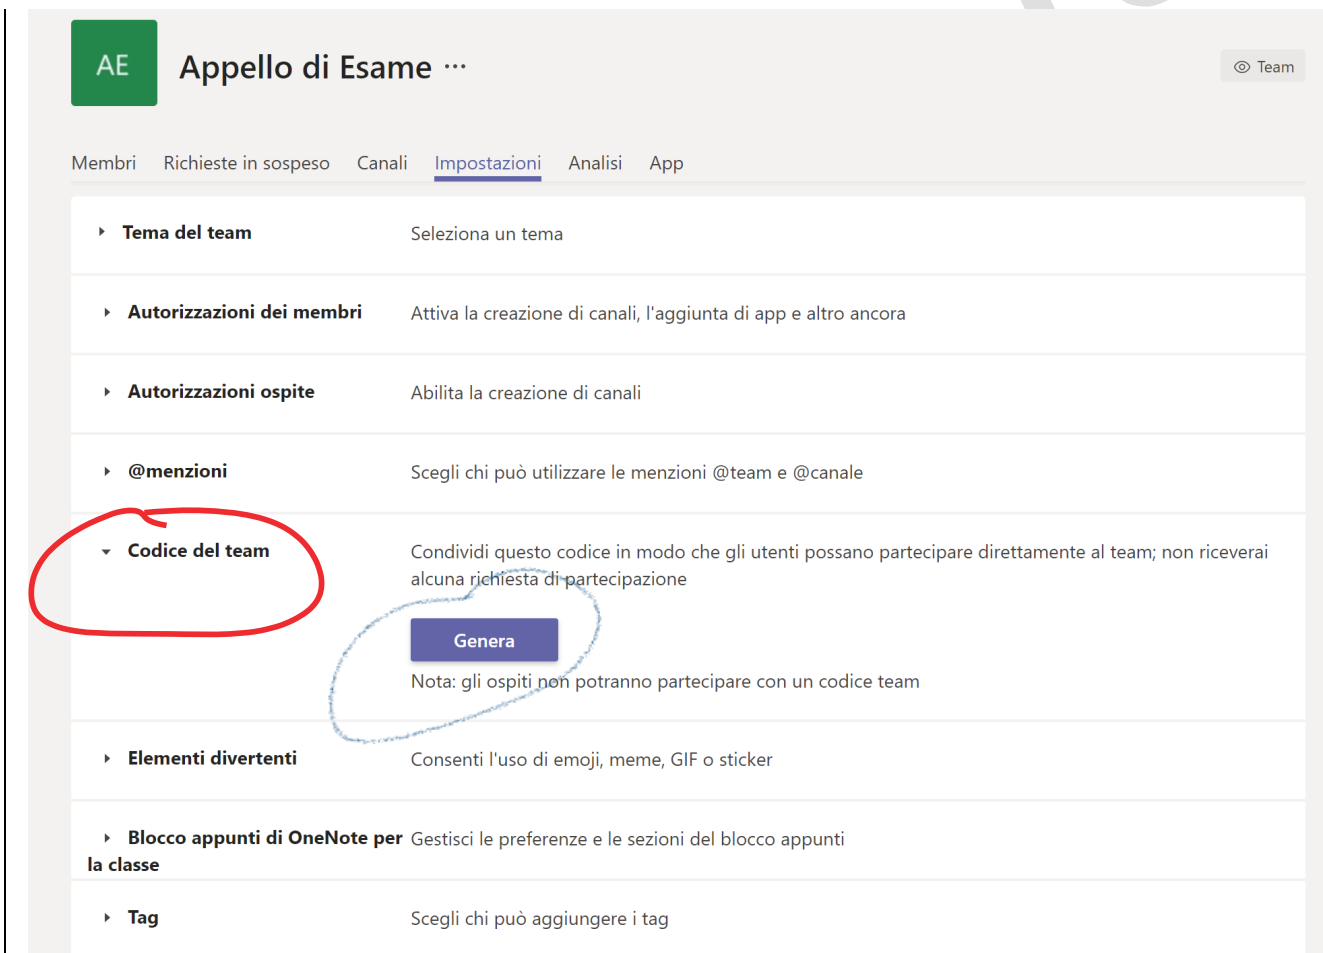 AE
Appello di Esame ...
Team
Membri Richieste in sospeso Canali Impostazioni Analisi App
Tema del team Seleziona un tema
Autorizzazioni dei membri Attiva la creazione di canali, l'aggiunta di app e altro ancora
Autorizzazioni ospite Abilita la creazione di canali
@menzioni Scegli chi può utilizzare le menzioni @team e @canale
Codice del team Condividi questo codice in modo che gli utenti possano partecipare direttamente al team; non riceverai
alcuna richiesta di partecipazione
Genera
Nota: gli ospiti non potranno partecipare con un codice team
Elementi divertenti Consenti l'uso di emoji, meme, GIF o sticker
Blocco appunti di OneNote per Gestisci le preferenze e le sezioni del blocco appunti
la classe
Tag Scegli chi può aggiungere i tag